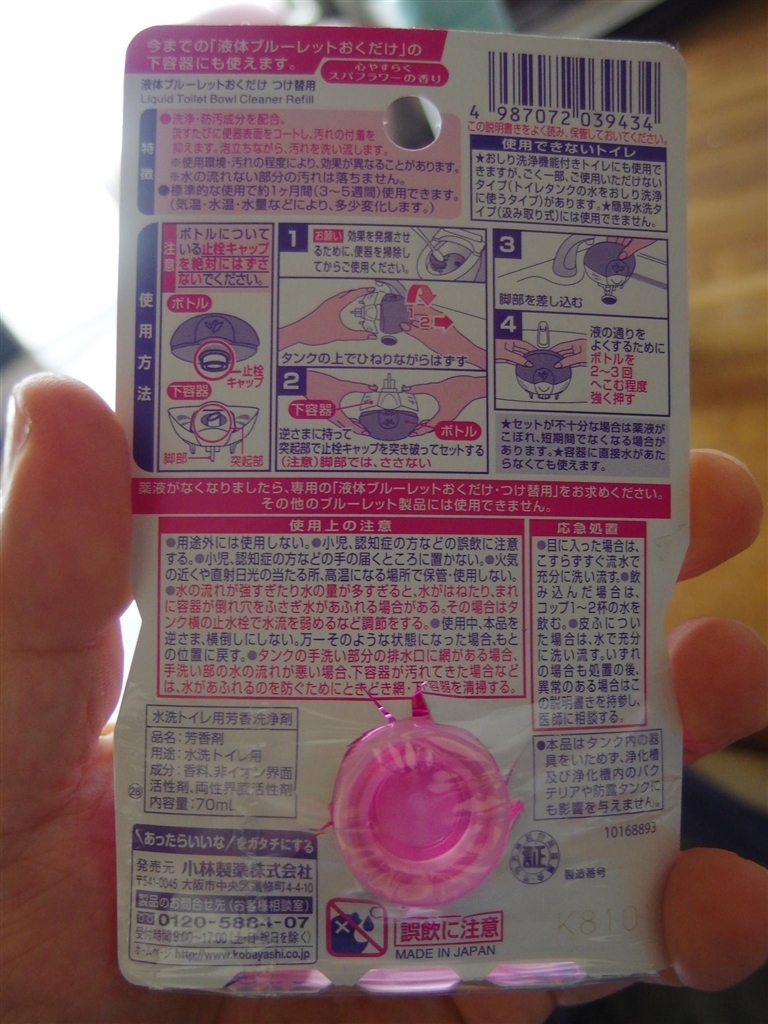 今までの「液体ブルーレットおくだけ」の
下容器にも使えます。
心やすらぐ
スパフラワーの香り
液体ブルーレットおくだけ つけ替用
Liquid Toilet Bowl Cleaner Refill
4 987072 039434
この説明書きをよく読み、保管しておいてください。
特徴
●洗浄・防汚成分を配合。
流すたびに便器表面をコートし、汚れの付着を
抑えます。泡立ちながら、汚れを洗い流します。
※使用環境・汚れの程度により、効果が異なることがあります。
※水の流れない部分の汚れは落ちません。
●標準的な使用で約1ヶ月間(3~5週間)使用できます。
(気温・水温・水量などにより、多少変化します。)
使用できないトイレ
★おしり洗浄機能付きトイレにも使用で
きますが、ごく一部、ご使用いただけない
タイプ(トイレタンクの水をおしり洗浄
に使うタイプ)があります。★簡易水洗タ
イプ(汲み取り式)には使用できません。
使用方法
注意
ボトルについて
いる止栓キャップ
を絶対にはずさ
ないでください。
ボトル
止栓
キャップ
下容器
脚部
突起部
1
お願い 効果を発揮させ
るために、便器を掃除し
てからご使用ください。
1
2
タンクの上でひねりながらはずす
2
下容器
ボトル
逆さまに持って
突起部で止栓キャップを突き破ってセットする
(注意)脚部では、ささない
3
脚部を差し込む
4
液の通りを
よくするために
ボトルを
2~3回
へこむ程度
強く押す
★セットが不十分な場合は薬液が
こぼれ、短期間でなくなる場合が
あります。★容器に直接水があた
らなくても使えます。
薬液がなくなりましたら、専用の「液体ブルーレットおくだけ・つけ替用」をお求めください。
その他のブルーレット製品には使用できません。
使用上の注意
●用途外には使用しない。●小児、認知症の方などの誤飲に注意
する。●小児、認知症の方などの手の届くところに置かない。●火気
の近くや直射日光の当たる所、高温になる場所で保管・使用しない。
●水の流れが強すぎたり水の量が多すぎると、水がはねたり、まれ
に容器が倒れ穴をふさぎ水があふれる場合がある。その場合はタ
ンク横の止水栓で水流を弱めるなど調節をする。●使用中、本品を
逆さま、横倒しにしない。万一そのような状態になった場合、もと
の位置に戻す。●タンクの手洗い部分の排水口に網がある場合、
手洗い部の水の流れが悪い場合、下容器が汚れてきた場合など
は、水があふれるのを防ぐためにときどき網・下容器を清掃する。
応急処置
●目に入った場合は、
こすらずすぐ流水で
充分に洗い流す。●飲
み込んだ場合は、
コップ1~2杯の水を
飲む。●皮ふについ
た場合は、水で充分
に洗い流す。いずれ
の場合も処置の後、
異常のある場合はこ
の説明書きを持参し、
医師に相談する。
水洗トイレ用芳香洗浄剤
品名:芳香剤
用途:水洗トイレ用
成分:香料、非イオン界面
活性剤、両性界面活性剤
内容量:70mL
28
●本品はタンク内の器
具をいためず、浄化槽
及び浄化槽内のバク
テリアや防露タンクに
も影響を与えません。
10168893
証
製造番号
K810
"あったらいいな"をカタチにする
発売元 小林製薬株式会社
〒541-0045 大阪市中央区道修町4-4-10
製品のお問合せ先(お客様相談室)
0120-5884-07
受付時間9:00~17:00(土・日・祝日を除く)
ホームページ http://www.kobayashi.co.jp
誤飲に注意
MADE IN JAPAN